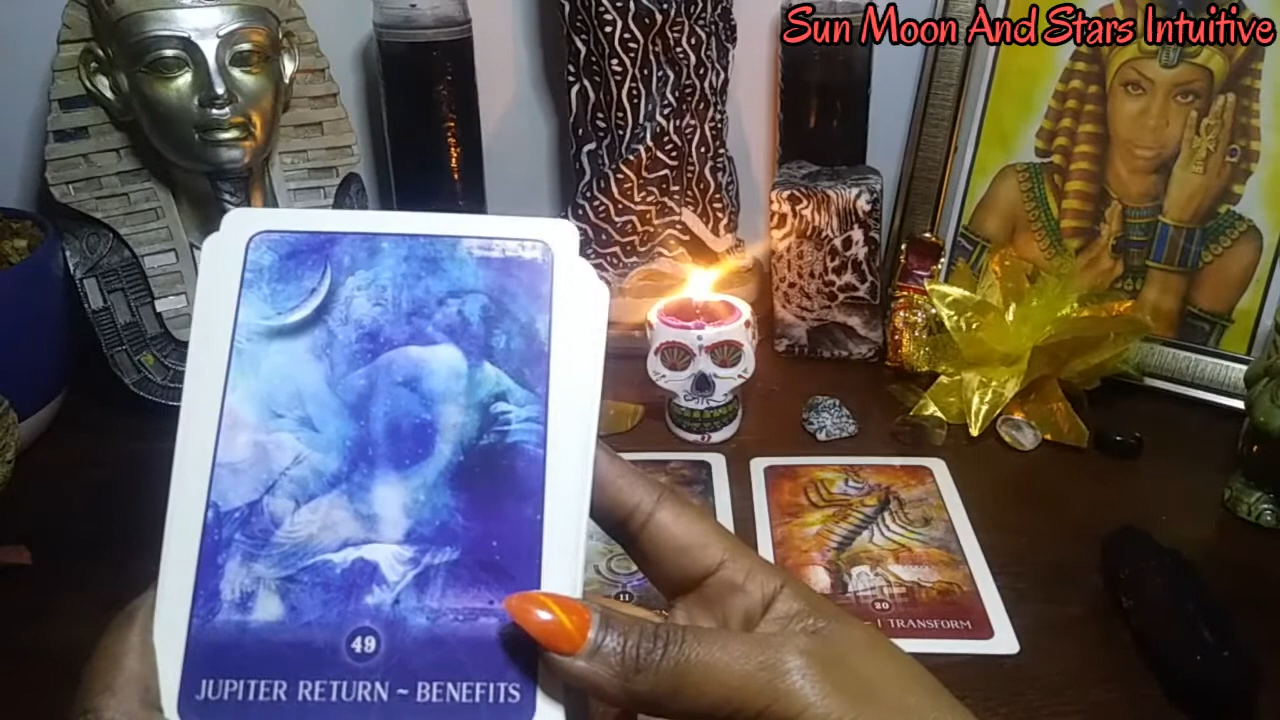 Sun Moon And Stars Intuitive
49
JUPITER RETURN ~ BENEFITS
11
20
~ I TRANSFORM